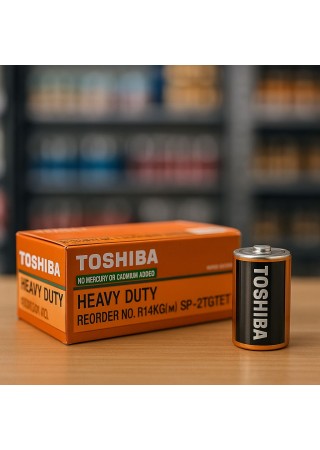 TOSHIBA
HEAVY DUTY
TOSHIBA
NO MERCURY OR CADMIUM ADDED
HEAVY DUTY
REORDER NO. R14KG(M) SP-2TGTET
TOSHIBA